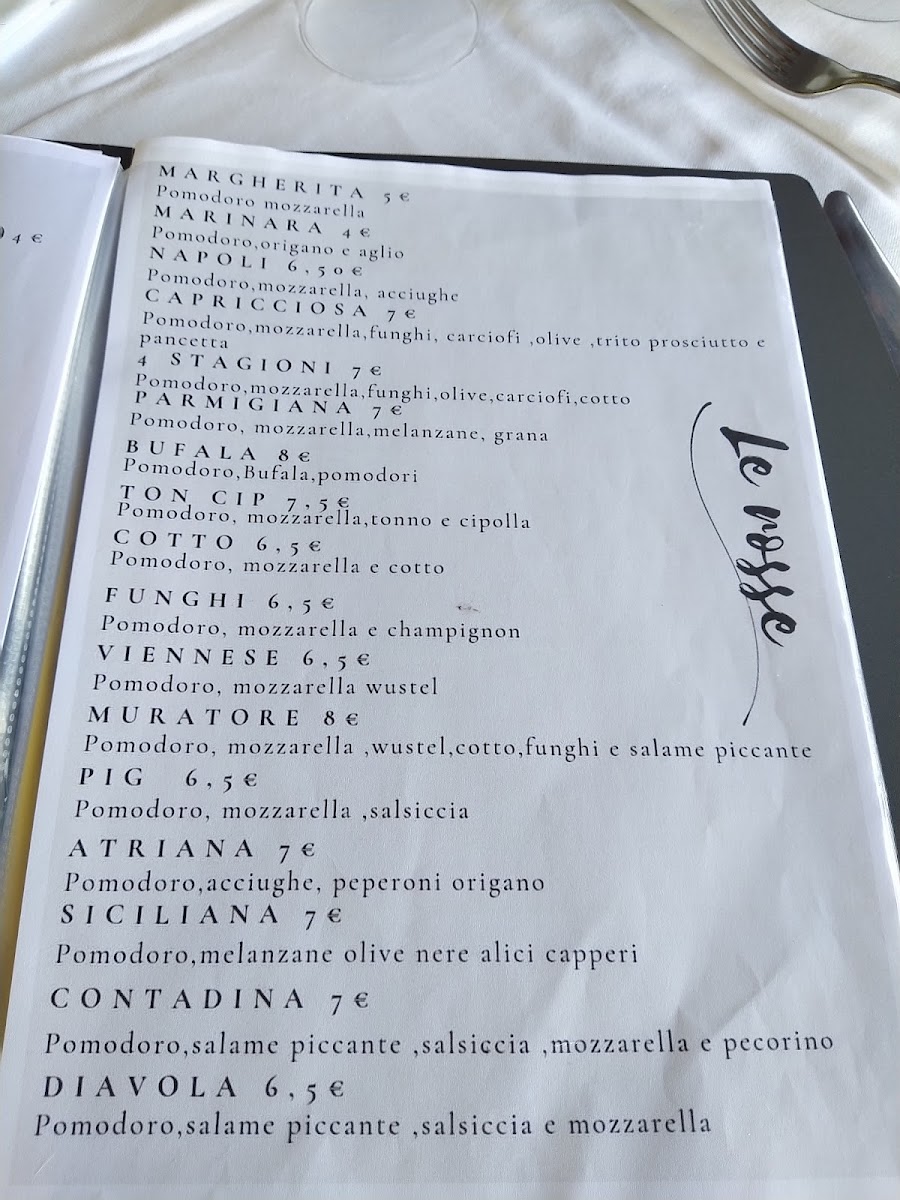 4 €
MARGHERITA 5€
Pomodoro mozzarella
MARINARA 4€
Pomodoro,origano e aglio
NAPOLI 6,50€
Pomodoro,mozzarella, acciughe
CAPRICCIOSA 7€
Pomodoro,mozzarella,funghi, carciofi ,olive ,trito prosciutto e
pancetta
4 STAGIONI 7€
Pomodoro,mozzarella,funghi,olive,carciofi,cotto
PARMIGIANA 7€
Pomodoro, mozzarella,melanzane, grana
BUFALA 8€
Pomodoro,Bufala,pomodori
TON CIP 7,5€
Pomodoro, mozzarella,tonno e cipolla
COTTO 6,5€
Pomodoro, mozzarella e cotto
FUNGHI 6,5€
Pomodoro, mozzarella e champignon
VIENNESE 6,5€
Pomodoro, mozzarella wustel
MURATORE 8€
Pomodoro, mozzarella ,wustel,cotto,funghi e salame piccante
PIG 6,5€
Pomodoro, mozzarella ,salsiccia
ATRIANA 7€
Pomodoro,acciughe, peperoni origano
SICILIANA 7€
Pomodoro,melanzane olive nere alici capperi
CONTADINA 7€
Pomodoro,salame piccante ,salsiccia ,mozzarella e pecorino
DIAVOLA 6,5€
Pomodoro,salame piccante ,salsiccia e mozzarella
Le rosse